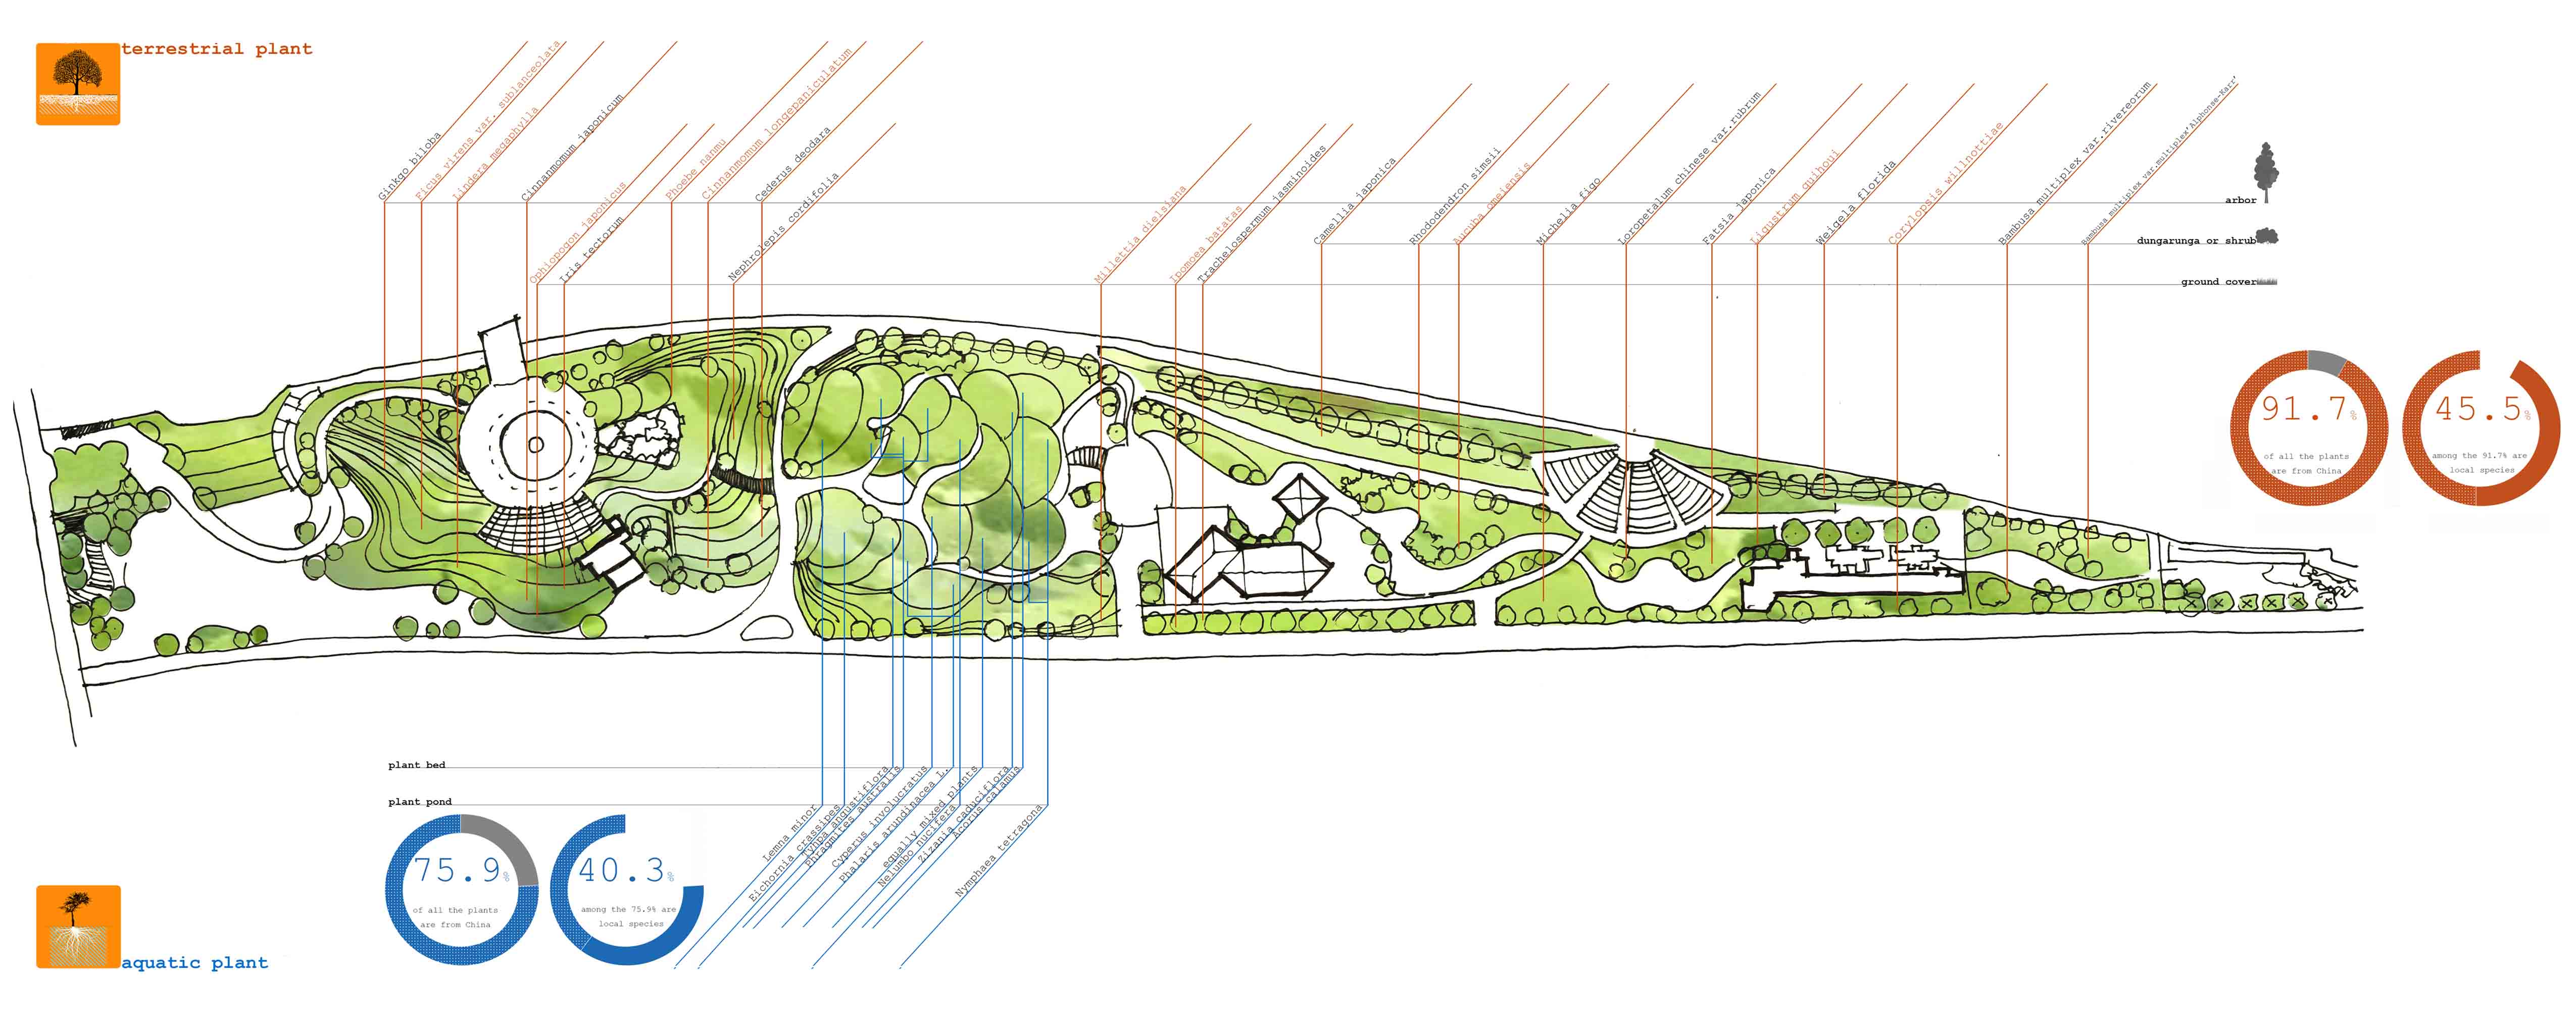 terrestrial plant
Ginkgo biloba
Ficus virens var. sublanceolata
Lindera megaphylla
Cinnamomum japonicum
Ophiopogon japonicus
Iris tectorum
Phoebe nanmu
Cinnamomum longepaniculatum
Nephrolepis cordifolia
Cederus deodara
Millettia dielsiana
Ipomoea batatas
Trachelospermum jasminoides
Camellia japonica
Rhododendron simsii
Aucuba omeiensis
Michelia figo
Loropetalum chinese var.rubrum
Fatsia japonica
Ligustrum quihoui
Weigela florida
Corylopsis willnottiae
Bambusa multiplex var.rivereorum
Bambusa multiplex var.multiplex'Alphonse-Karr'
arbor
dungarunga or shrub
ground cover
91.7%
of all the plants
are from China
45.5%
among the 91.7% are
local species
plant bed
plant pond
75.9%
of all the plants
are from China
40.3%
among the 75.9% are
local species
Lemna minor
Eichornia crassipes
Typha angustiflora
Phragmites australis
Cyperus involucratus
Phalaris arundinacea L.
equally mixed plants
Nelumbo nucifera
Zizania caduciflora
Acorus calamus
Nymphaea tetragona
aquatic plant